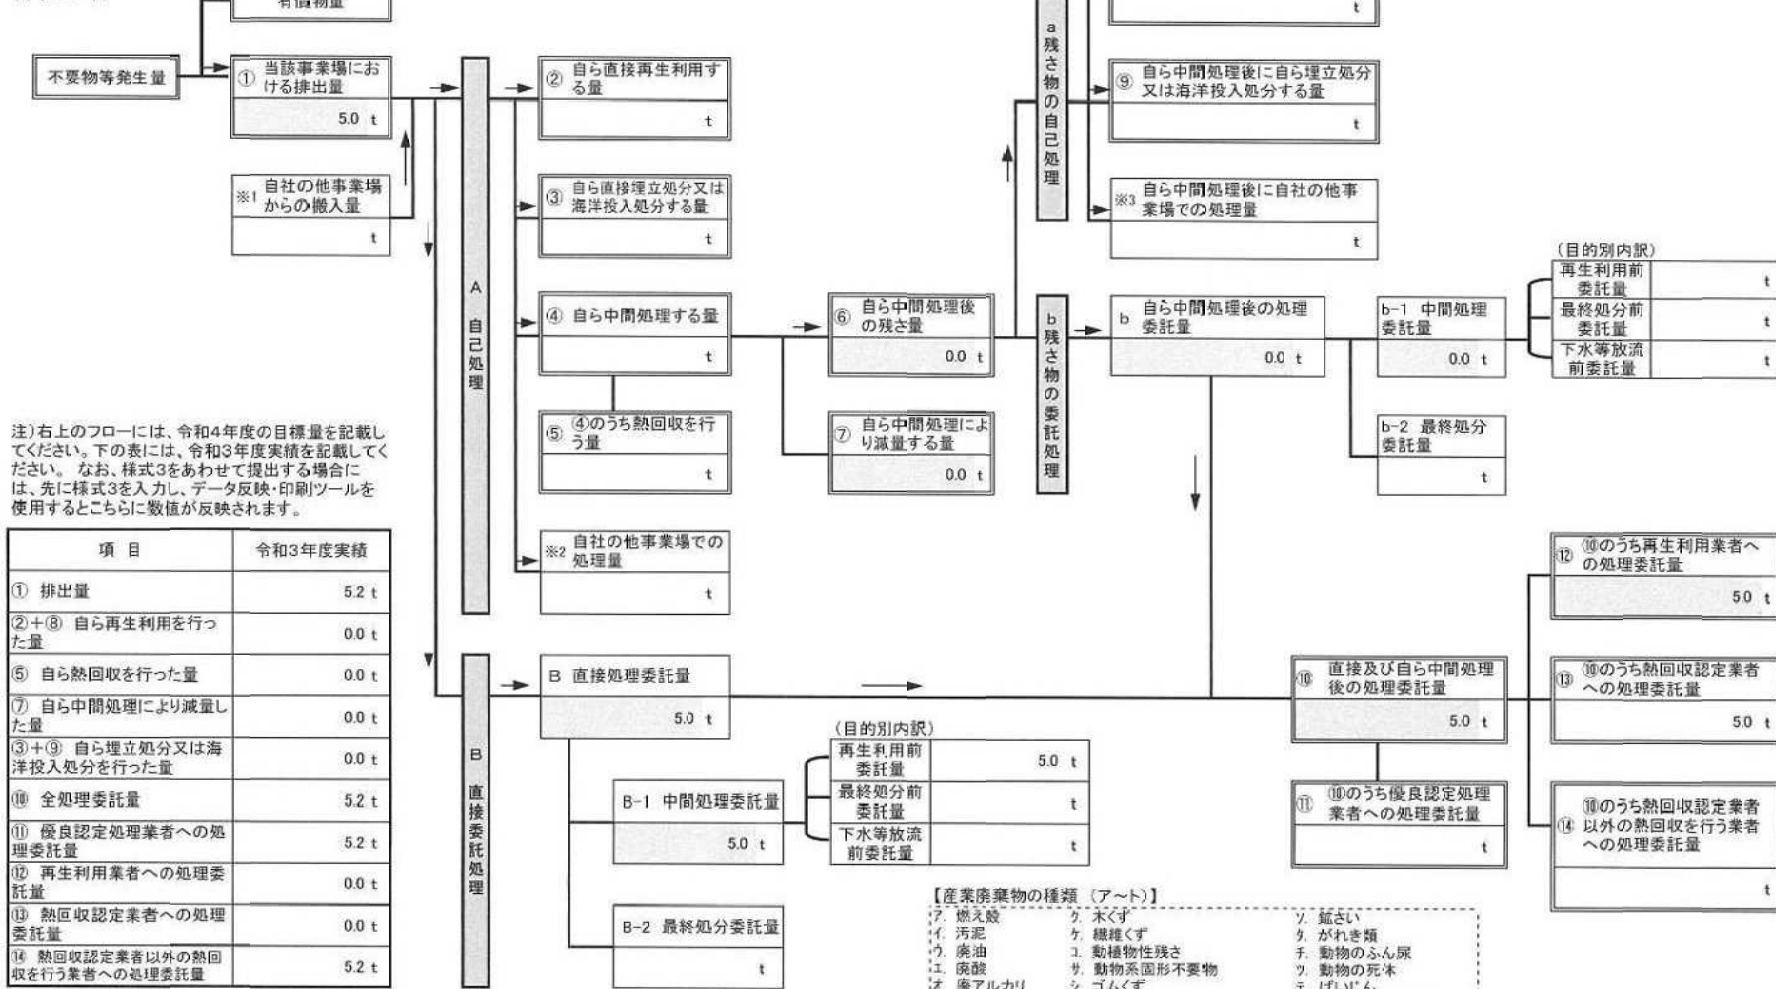 有償物量
不要物等発生量
① 当該事業場にお
ける排出量
5.0 t
※1 自社の他事業場
からの搬入量
t
A 自己処理
② 自ら直接再生利用す
る量
t
③ 自ら直接埋立処分又は
海洋投入処分する量
t
④ 自ら中間処理する量
t
⑤ ④のうち熱回収を行
う量
t
※2 自社の他事業場での
処理量
t
⑥ 自ら中間処理後
の残さ量
0.0 t
⑦ 自ら中間処理によ
り減量する量
0.0 t
a 残さ物の自己処理
t
⑨ 自ら中間処理後に自ら埋立処分
又は海洋投入処分する量
t
※3 自ら中間処理後に自社の他事
業場での処理量
t
b 残さ物の委託処理
b 自ら中間処理後の処理
委託量
0.0 t
b-1 中間処理
委託量
0.0 t
(目的別内訳)
再生利用前
委託量
t
最終処分前
委託量
t
下水等放流
前委託量
t
b-2 最終処分
委託量
t
注)右上のフローには、令和4年度の目標量を記載し
てください。下の表には、令和3年度実績を記載してく
ださい。 なお、様式3をあわせて提出する場合に
は、先に様式3を入力し、データ反映・印刷ツールを
使用するとこちらに数値が反映されます。
項 目 令和3年度実績
① 排出量 5.2 t
②+⑧ 自ら再生利用を行っ
た量 0.0 t
⑤ 自ら熱回収を行った量 0.0 t
⑦ 自ら中間処理により減量し
た量 0.0 t
③+⑨ 自ら埋立処分又は海
洋投入処分を行った量 0.0 t
⑩ 全処理委託量 5.2 t
⑪ 優良認定処理業者への処
理委託量 5.2 t
⑫ 再生利用業者への処理委
託量 0.0 t
⑬ 熱回収認定業者への処理
委託量 0.0 t
⑭ 熱回収認定業者以外の熱回
収を行う業者への処理委託量 5.2 t
B 直接委託処理
B 直接処理委託量
5.0 t
B-1 中間処理委託量
5.0 t
(目的別内訳)
再生利用前
委託量
5.0 t
最終処分前
委託量
t
下水等放流
前委託量
t
B-2 最終処分委託量
t
⑩ 直接及び自ら中間処理
後の処理委託量
5.0 t
⑪ ⑩のうち優良認定処理
業者への処理委託量
t
⑫ ⑩のうち再生利用業者へ
の処理委託量
5.0 t
⑬ ⑩のうち熱回収認定業者
への処理委託量
5.0 t
⑭ ⑩のうち熱回収認定業者
以外の熱回収を行う業者
への処理委託量
t
【産業廃棄物の種類 (ア~ト)】
ア. 燃え殻 ク. 木くず ソ. 鉱さい
イ. 汚泥 ケ. 繊維くず タ. がれき類
ウ. 廃油 コ. 動植物性残さ チ. 動物のふん尿
エ. 廃酸 サ. 動物系固形不要物 ツ. 動物の死体
オ. 廃アルカリ シ. ゴムくず テ. ばいじん